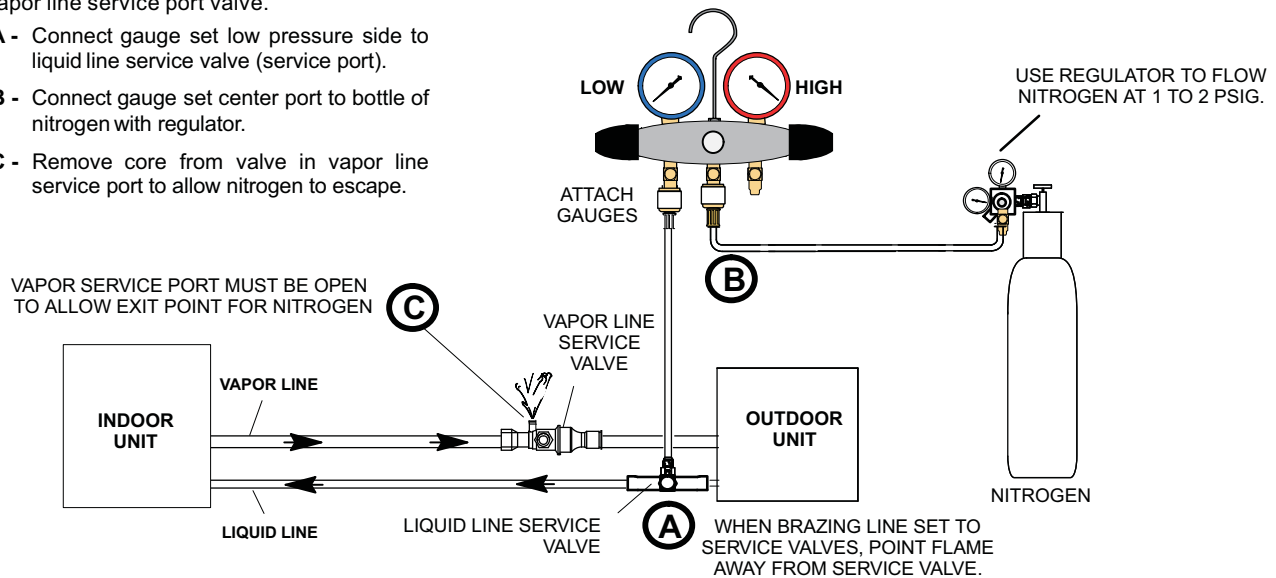 vapor line service port valve.
A - Connect gauge set low pressure side to
liquid line service valve (service port).
B - Connect gauge set center port to bottle of
nitrogen with regulator.
C - Remove core from valve in vapor line
service port to allow nitrogen to escape.
LOW
HIGH
USE REGULATOR TO FLOW
NITROGEN AT 1 TO 2 PSIG.
ATTACH
GAUGES
B
VAPOR SERVICE PORT MUST BE OPEN
TO ALLOW EXIT POINT FOR NITROGEN
C
VAPOR LINE
SERVICE
VALVE
VAPOR LINE
INDOOR
UNIT
OUTDOOR
UNIT
NITROGEN
LIQUID LINE
LIQUID LINE SERVICE
VALVE
A
WHEN BRAZING LINE SET TO
SERVICE VALVES, POINT FLAME
AWAY FROM SERVICE VALVE.